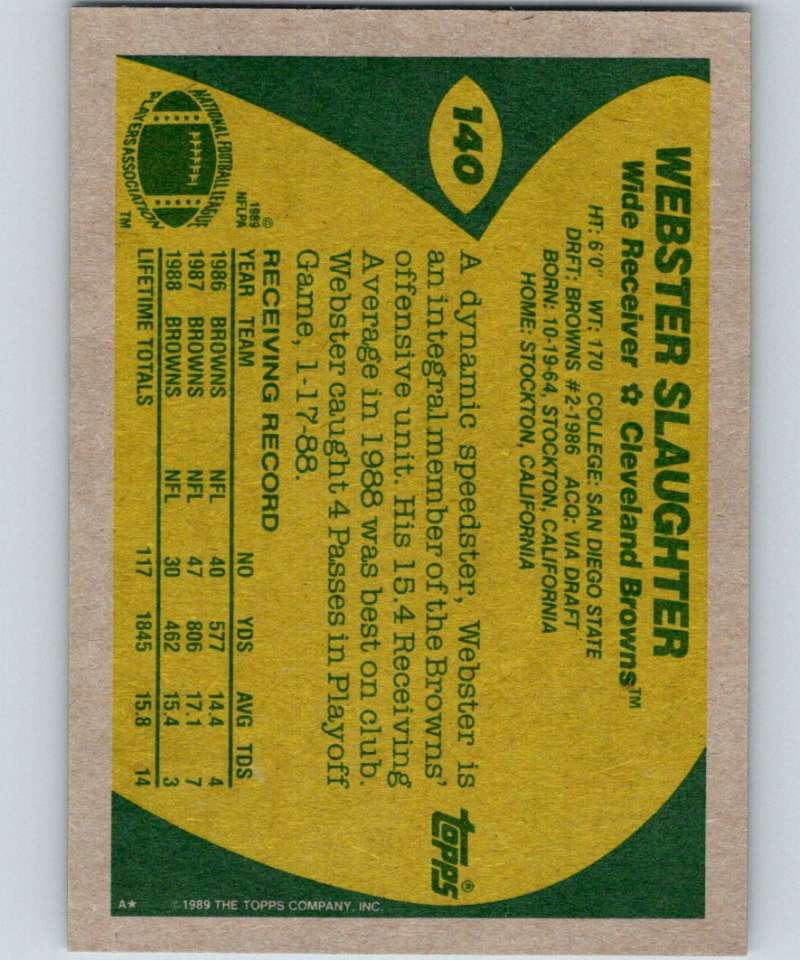 140
WEBSTER SLAUGHTER
Wide Receiver ✿ Cleveland Browns™
HT: 6'0" WT: 170 COLLEGE: SAN DIEGO STATE
DRFT: BROWNS #2-1986 ACQ: VIA DRAFT
BORN: 10-19-64, STOCKTON, CALIFORNIA
HOME: STOCKTON, CALIFORNIA
A dynamic speedster, Webster is
an integral member of the Browns'
offensive unit. His 15.4 Receiving
Average in 1988 was best on club.
Webster caught 4 Passes in Playoff
Game, 1-17-88.
topps®
NATIONAL FOOTBALL LEAGUE
PLAYERS ASSOCIATION
™
©
1989
NFLPA
RECEIVING RECORD
YEAR TEAM NO YDS AVG TDS
1986 BROWNS NFL 40 577 14.4 4
1987 BROWNS NFL 47 806 17.1 7
1988 BROWNS NFL 30 462 15.4 3
LIFETIME TOTALS 117 1845 15.8 14
A★ ©1989 THE TOPPS COMPANY, INC.